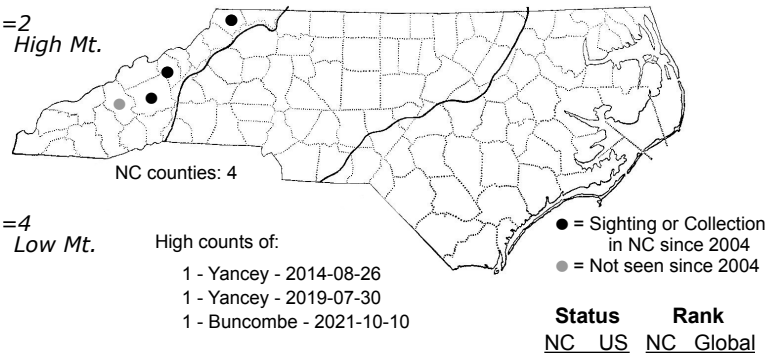 =2
High Mt.
NC counties: 4
=4
Low Mt.
High counts of:
1 - Yancey - 2014-08-26
1 - Yancey - 2019-07-30
1 - Buncombe - 2021-10-10
● = Sighting or Collection
in NC since 2004
● = Not seen since 2004
Status Rank
NC US NC Global